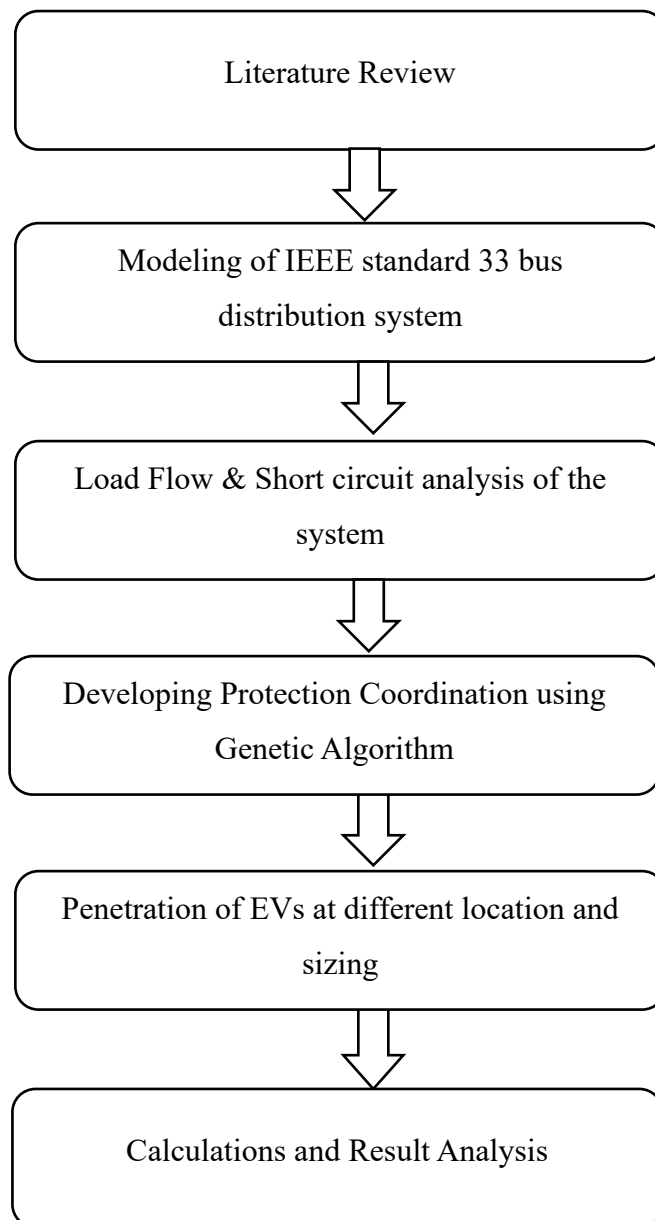 Literature Review
Modeling of IEEE standard 33 bus
distribution system
Load Flow & Short circuit analysis of the
system
Developing Protection Coordination using
Genetic Algorithm
Penetration of EVs at different location and
sizing
Calculations and Result Analysis